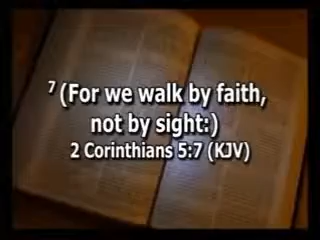 7 (For we walk by faith,
not by sight:)
2 Corinthians 5:7 (KJV)